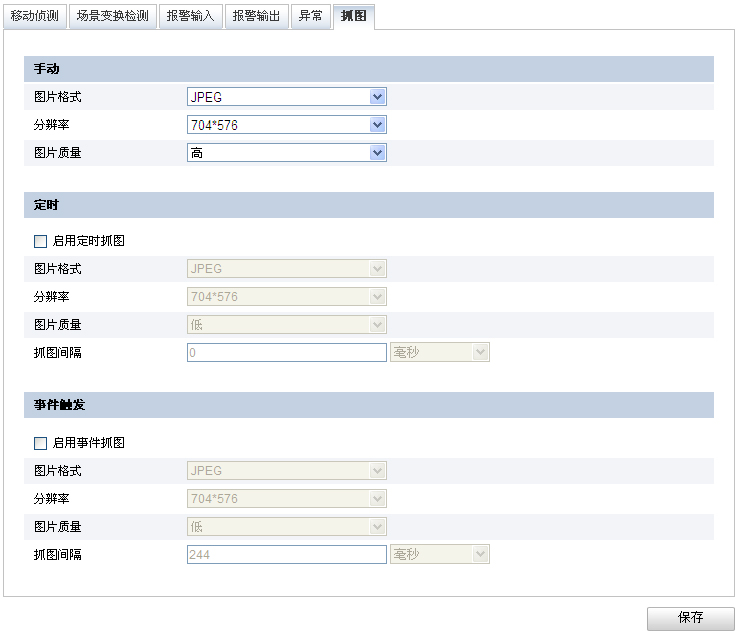 移动侦测 场景变换检测 报警输入 报警输出 异常 抓图
手动
图片格式 JPEG
分辨率 704*576
图片质量 高
定时
启用定时抓图
图片格式 JPEG
分辨率 704*576
图片质量 低
抓图间隔 0 毫秒
事件触发
启用事件抓图
图片格式 JPEG
分辨率 704*576
图片质量 低
抓图间隔 244 毫秒
保存